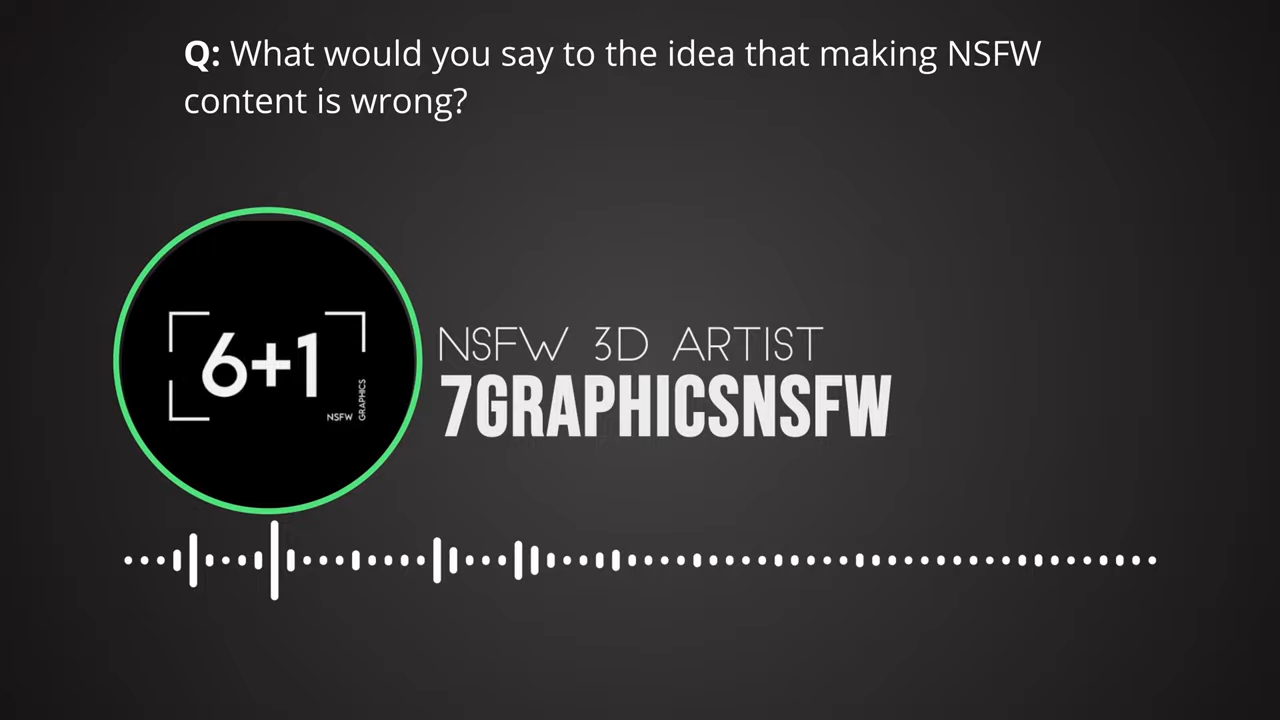 Q: What would you say to the idea that making NSFW
content is wrong?
6+1
NSFW
GRAPHICS
NSFW 3D ARTIST
7GRAPHICSNSFW